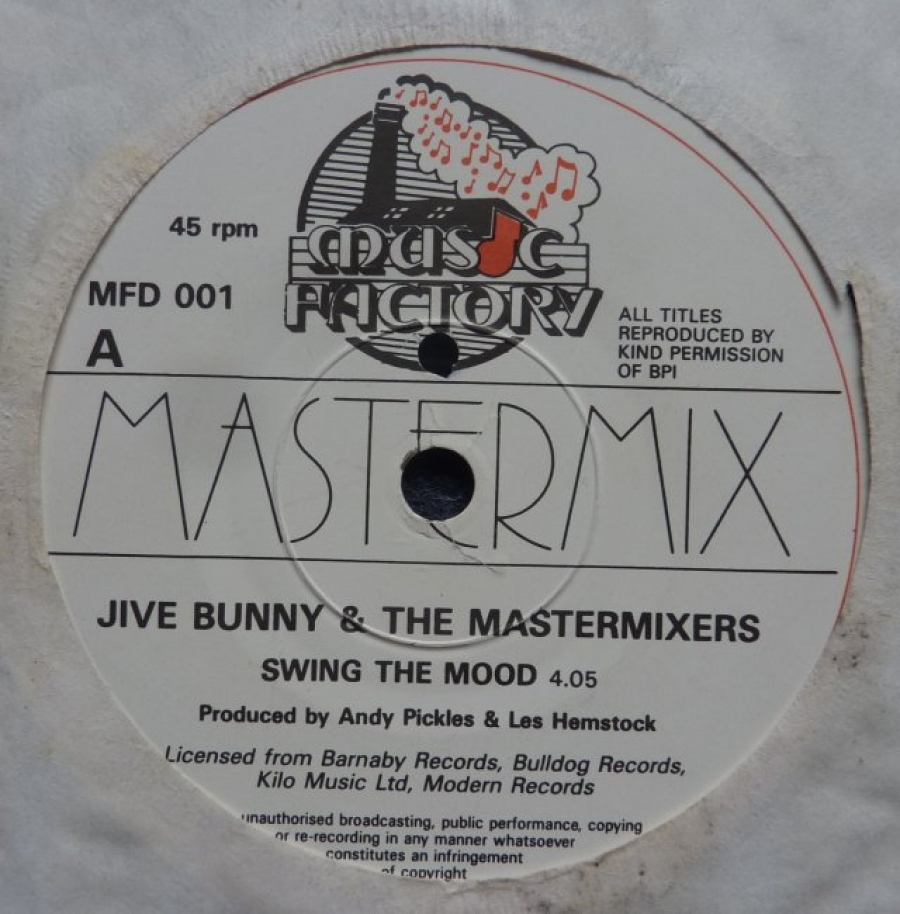 MUSIC
FACTORY
45 rpm
MFD 001
A
ALL TITLES
REPRODUCED BY
KIND PERMISSION
OF BPI
MASTERMIX
JIVE BUNNY & THE MASTERMIXERS
SWING THE MOOD 4.05
Produced by Andy Pickles & Les Hemstock
Licensed from Barnaby Records, Bulldog Records,
Kilo Music Ltd, Modern Records
unauthorised broadcasting, public performance, copying
or re-recording in any manner whatsoever
constitutes an infringement
of copyright